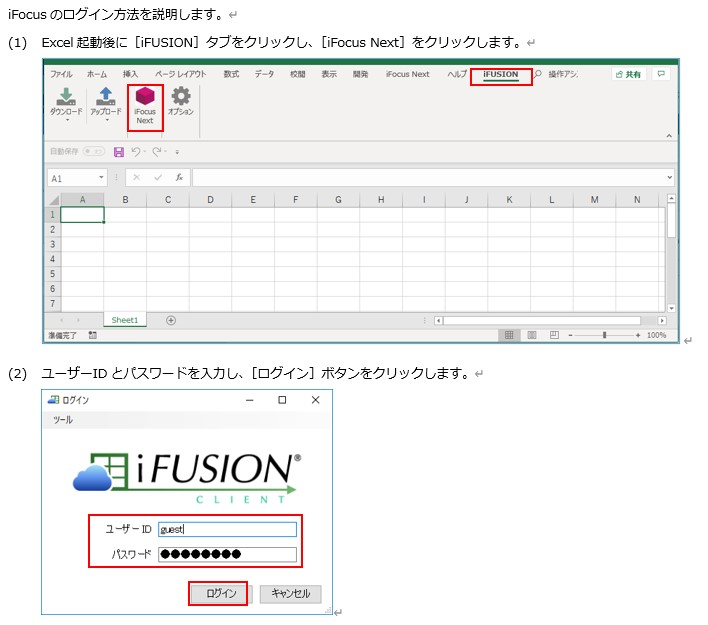 iFocus のログイン方法を説明します。
(1) Excel 起動後に［iFUSION］タブをクリックし、［iFocus Next］をクリックします。
ファイル ホーム 挿入 ページ レイアウト 数式 データ 校閲 表示 開発 iFocus Next ヘルプ iFUSION 操作アシ 共有
ダウンロード アップロード iFocus Next オプション
自動保存 オフ
A1 fx
A B C D E F G H I J K L M N
1
2
3
4
5
6
7
Sheet1
準備完了 100%
(2) ユーザーID とパスワードを入力し、［ログイン］ボタンをクリックします。
ログイン
ツール
iFUSION®
CLIENT
ユーザー ID guest
パスワード ●●●●●●●●
ログイン キャンセル